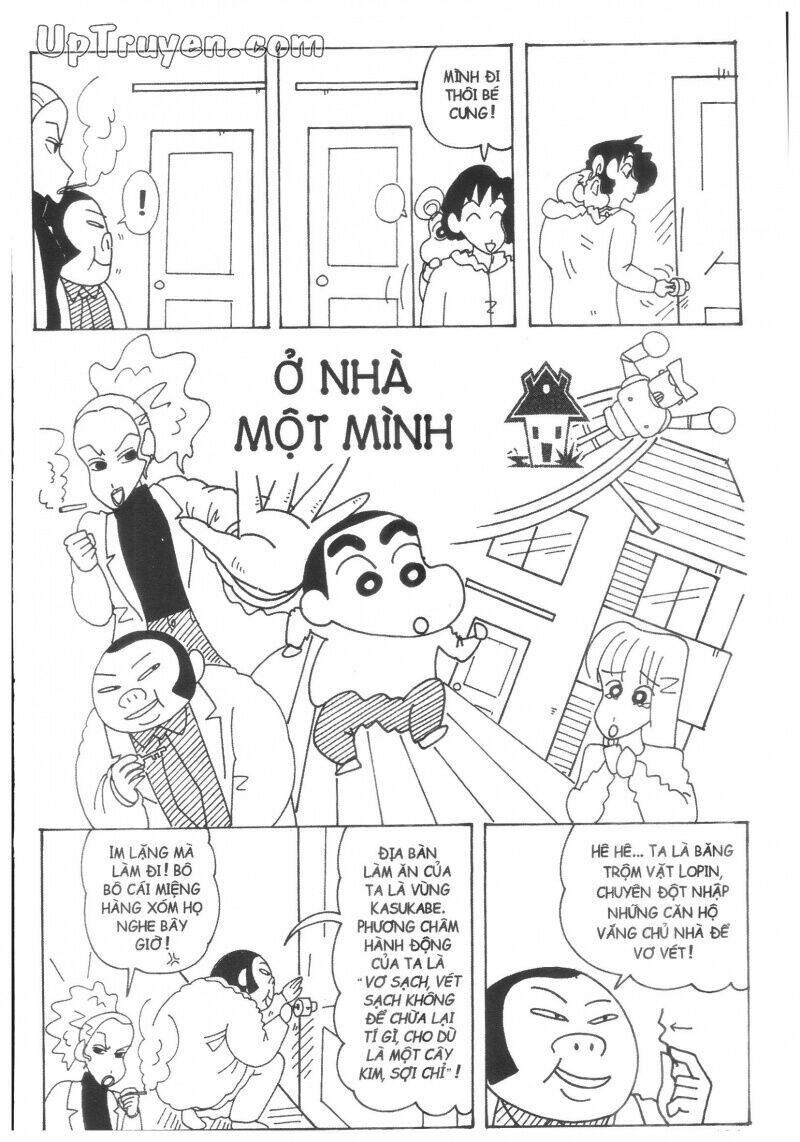 UpTruyen.com
MÌNH ĐI
THÔI BÉ
CƯNG!
!
Ở NHÀ
MỘT MÌNH
HÊ HÊ... TA LÀ BĂNG
TRỘM VẶT LOPIN,
CHUYÊN ĐỘT NHẬP
NHỮNG CĂN HỘ
VẮNG CHỦ NHÀ ĐỂ
VƠ VÉT!
ĐỊA BÀN
LÀM ĂN CỦA
TA LÀ VÙNG
KASUKABE.
PHƯƠNG CHÂM
HÀNH ĐỘNG
CỦA TA LÀ
"VƠ SẠCH, VÉT
SẠCH KHÔNG
ĐỂ CHỪA LẠI
TÍ GÌ, CHO DÙ
LÀ MỘT CÂY
KIM, SỢI CHỈ"!
IM LẶNG MÀ
LÀM ĐI! BÔ
BÔ CÁI MIỆNG
HÀNG XÓM HỌ
NGHE BÂY
GIỜ!